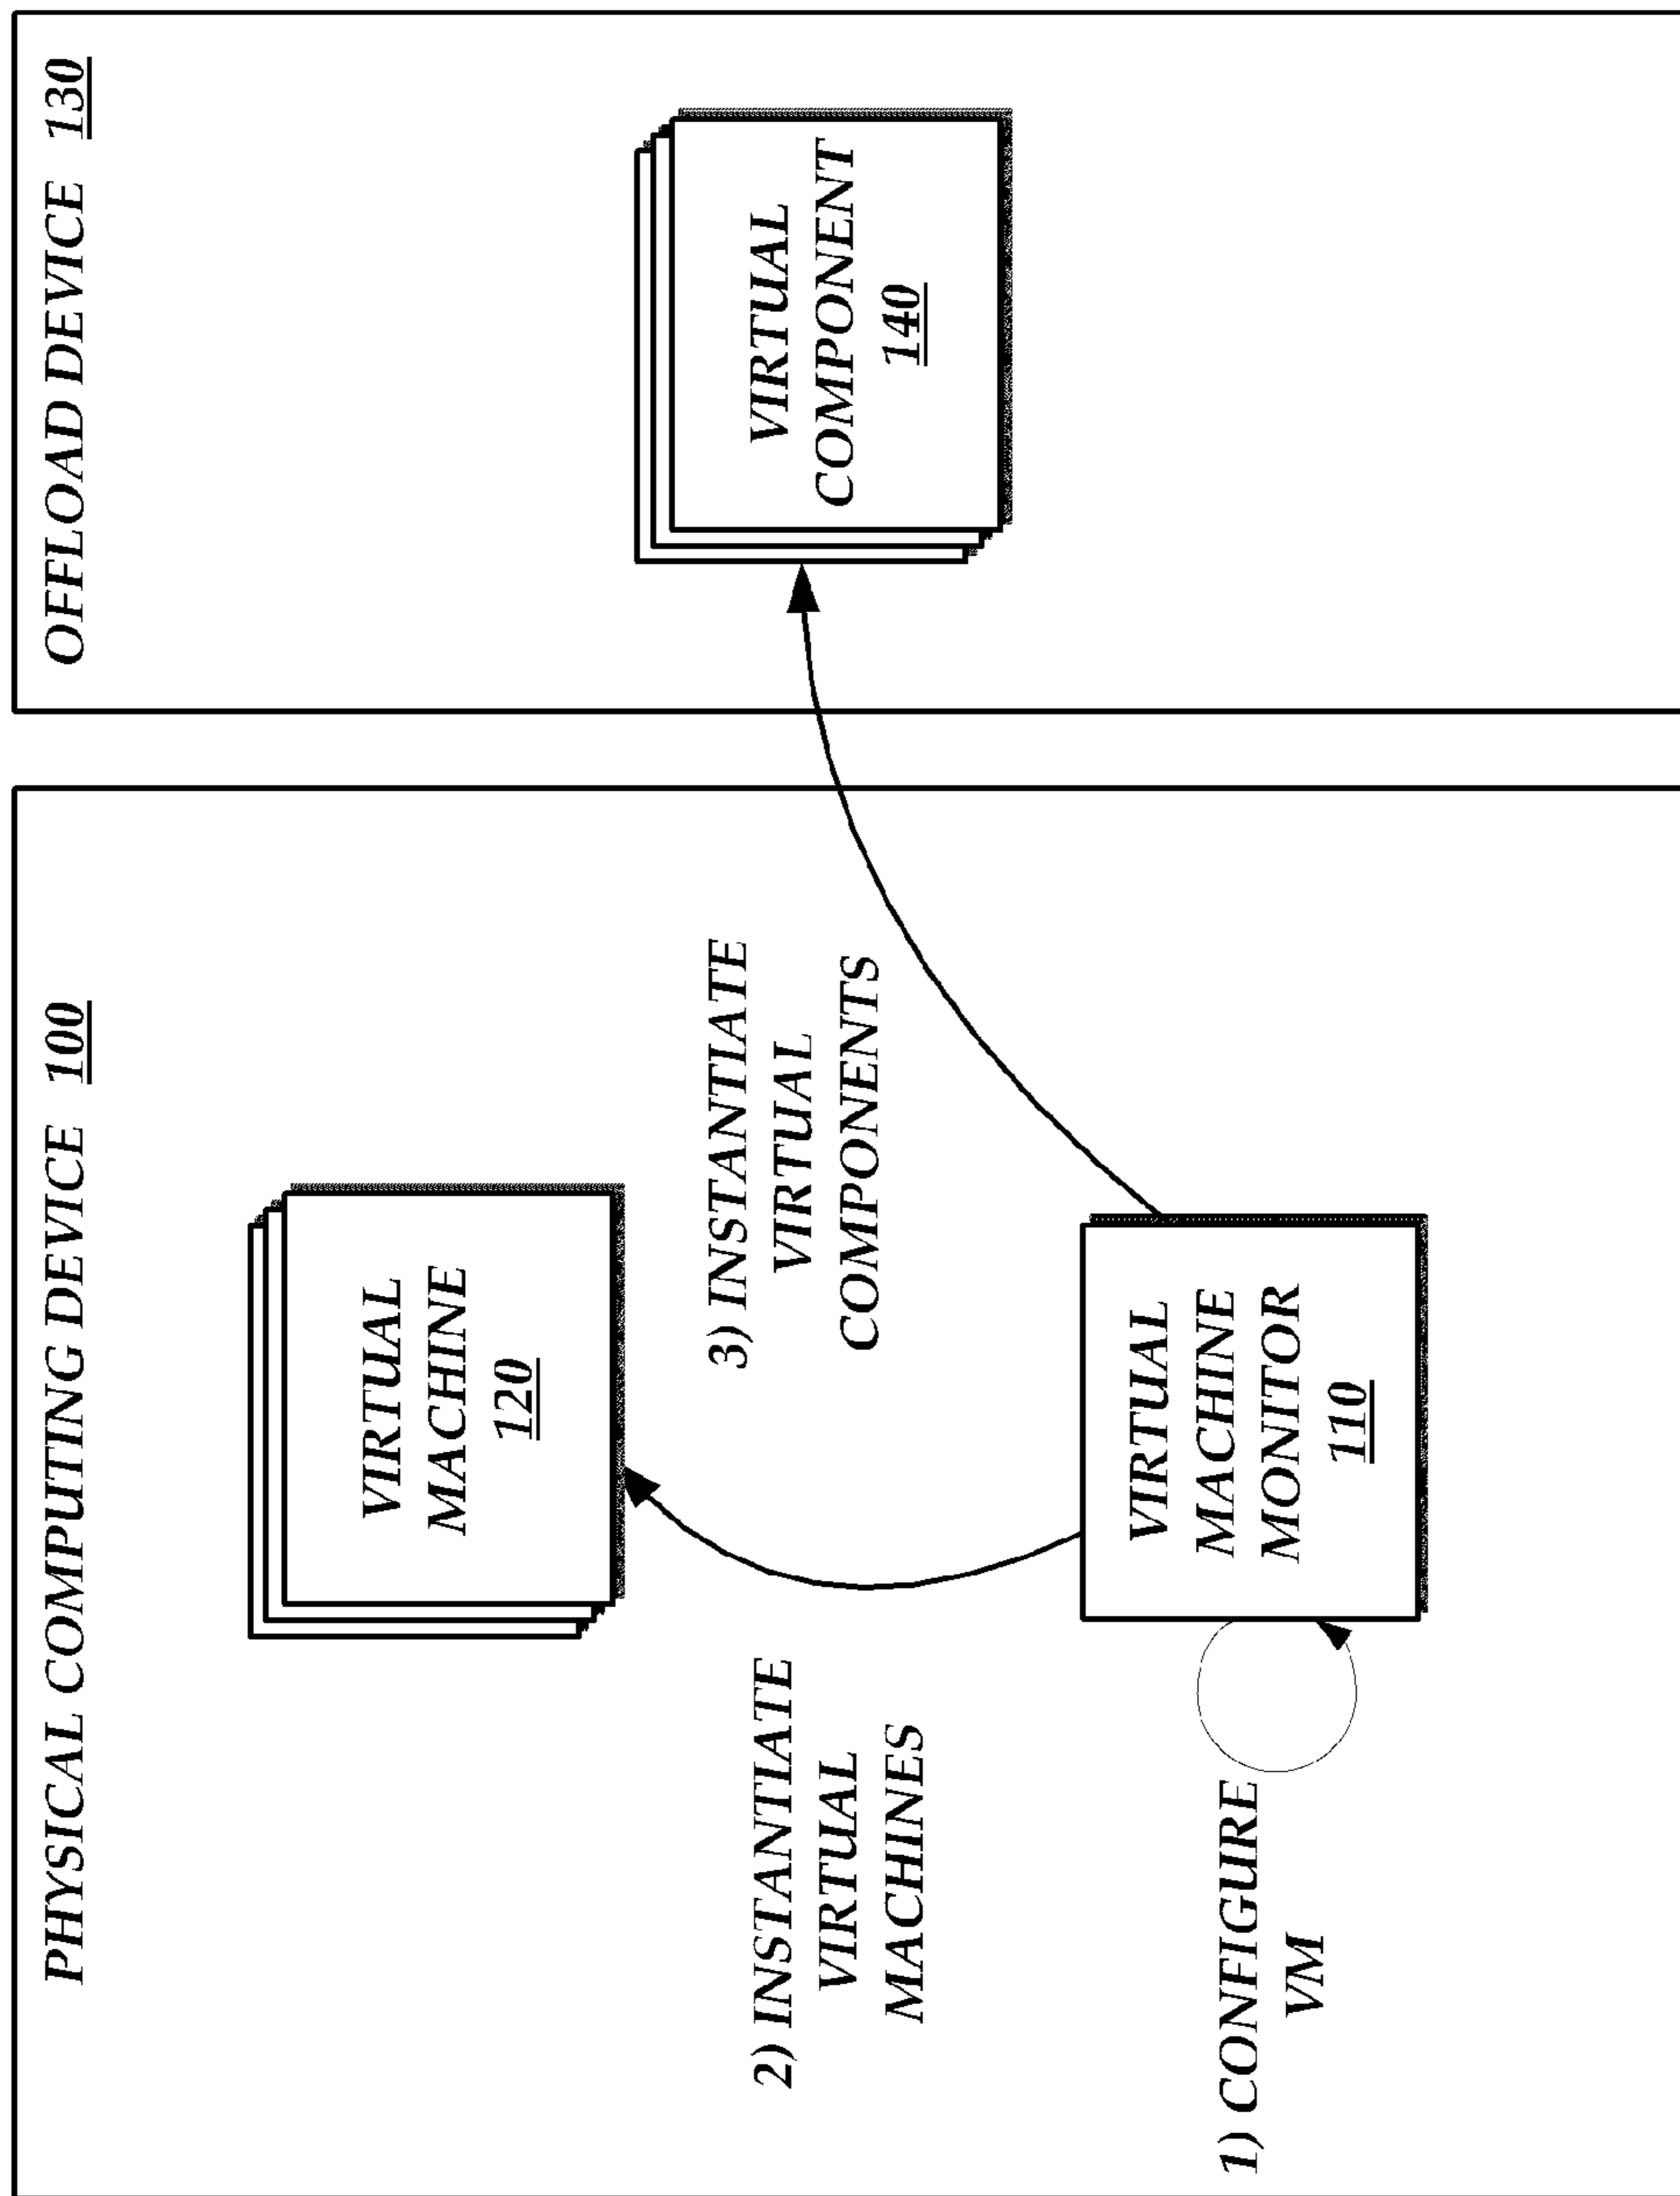 PHYSICAL COMPUTING DEVICE 100
VIRTUAL
MACHINE
120
2) INSTANTIATE
VIRTUAL
MACHINES
3) INSTANTIATE
VIRTUAL
COMPONENTS
1) CONFIGURE
VM
VIRTUAL
MACHINE
MONITOR
110
OFFLOAD DEVICE 130
VIRTUAL
COMPONENT
140